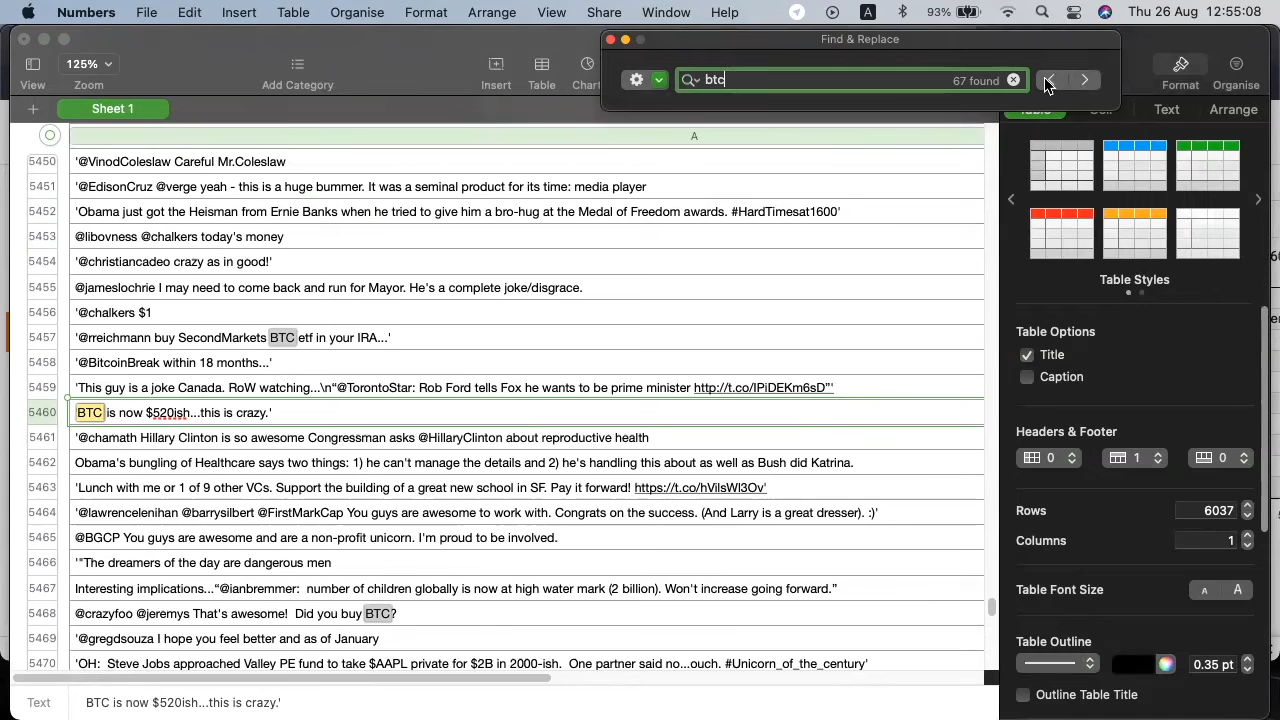 Numbers File Edit Insert Table Organise Format Arrange View Share Window Help A 93% Thu 26 Aug 12:55:08
Find & Replace
btc 67 found
125%
View Zoom Add Category Insert Table Chart Format Organise
Sheet 1
Table Cell Text Arrange
A
5450 '@VinodColeslaw Careful Mr.Coleslaw
5451 '@EdisonCruz @verge yeah - this is a huge bummer. It was a seminal product for its time: media player
5452 'Obama just got the Heisman from Ernie Banks when he tried to give him a bro-hug at the Medal of Freedom awards. #HardTimesat1600'
5453 @libovness @chalkers today's money
5454 '@christiancadeo crazy as in good!'
5455 @jameslochrie I may need to come back and run for Mayor. He's a complete joke/disgrace.
5456 '@chalkers $1
5457 '@rreichmann buy SecondMarkets BTC etf in your IRA...'
5458 '@BitcoinBreak within 18 months...'
5459 'This guy is a joke Canada. RoW watching...\n“@TorontoStar: Rob Ford tells Fox he wants to be prime minister http://t.co/IPiDEKm6sD”'
5460 BTC is now $520ish...this is crazy.'
5461 '@chamath Hillary Clinton is so awesome Congressman asks @HillaryClinton about reproductive health
5462 Obama's bungling of Healthcare says two things: 1) he can't manage the details and 2) he's handling this about as well as Bush did Katrina.
5463 'Lunch with me or 1 of 9 other VCs. Support the building of a great new school in SF. Pay it forward! https://t.co/hVilsWl3Ov'
5464 '@lawrencelenihan @barrysilbert @FirstMarkCap You guys are awesome to work with. Congrats on the success. (And Larry is a great dresser). :)'
5465 @BGCP You guys are awesome and are a non-profit unicorn. I'm proud to be involved.
5466 '"The dreamers of the day are dangerous men
5467 Interesting implications...“@ianbremmer: number of children globally is now at high water mark (2 billion). Won't increase going forward.”
5468 @crazyfoo @jeremys That's awesome! Did you buy BTC?
5469 '@gregdsouza I hope you feel better and as of January
5470 'OH: Steve Jobs approached Valley PE fund to take $AAPL private for $2B in 2000-ish. One partner said no...ouch. #Unicorn_of_the_century'
Table Styles
Table Options
Title
Caption
Headers & Footer
0 1 0
Rows 6037
Columns 1
Table Font Size A A
Table Outline
0.35 pt
Outline Table Title
Text BTC is now $520ish...this is crazy.'